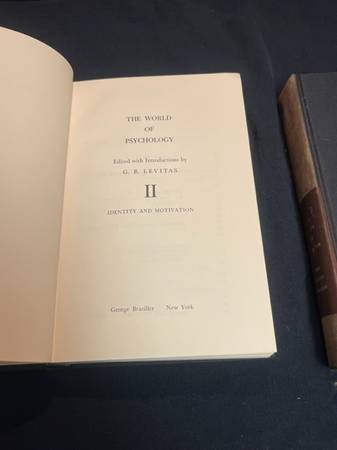 THE WORLD
OF
PSYCHOLOGY
Edited with Introductions by
G. B. LEVITAS
II
IDENTITY AND MOTIVATION
George Braziller New York